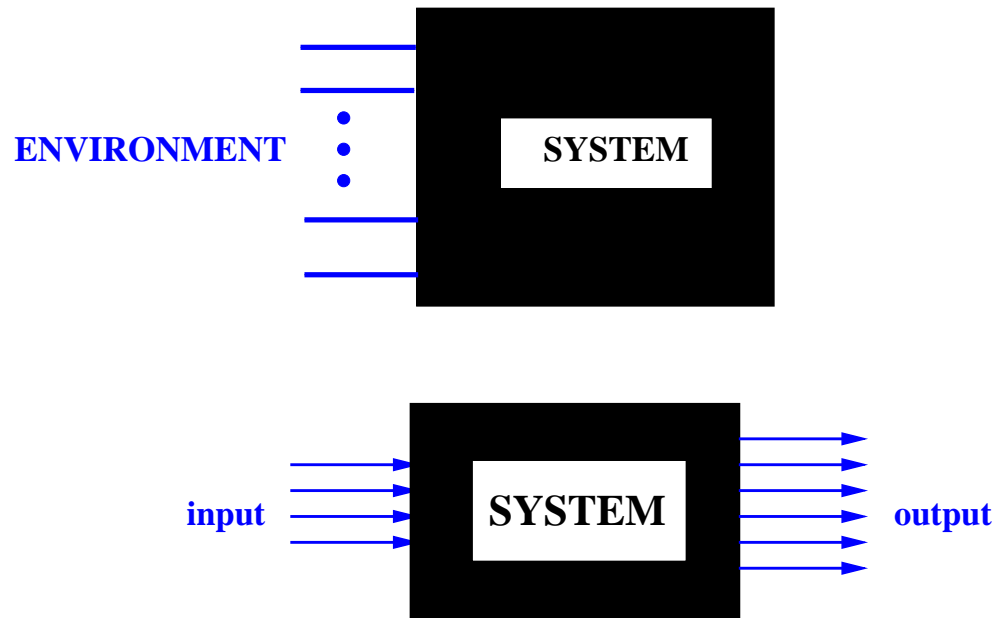 ENVIRONMENT
SYSTEM
input
SYSTEM
output